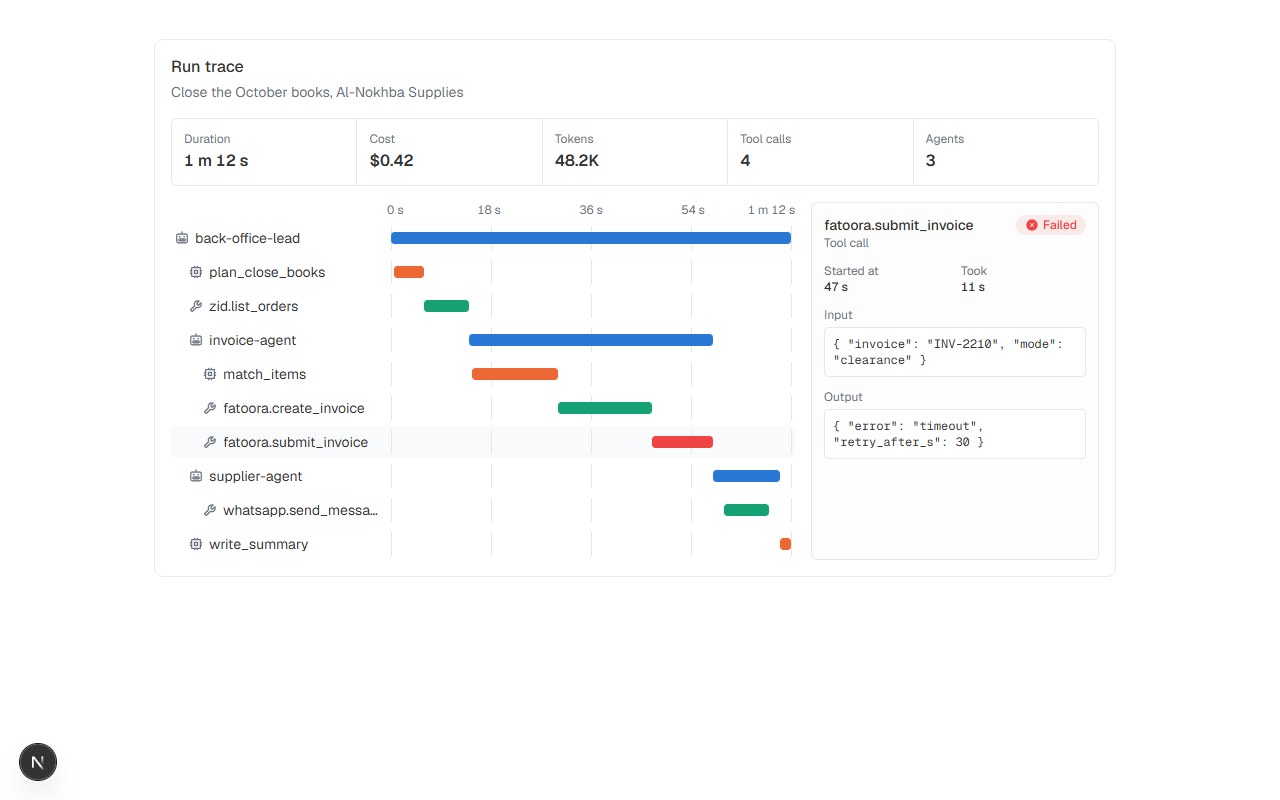 Run trace
Close the October books, Al-Nokhba Supplies
Duration
1 m 12 s
Cost
$0.42
Tokens
48.2K
Tool calls
4
Agents
3
0 s 18 s 36 s 54 s 1 m 12 s
back-office-lead
plan_close_books
zid.list_orders
invoice-agent
match_items
fatoora.create_invoice
fatoora.submit_invoice
supplier-agent
whatsapp.send_messa...
write_summary
fatoora.submit_invoice
Failed
Tool call
Started at
47 s
Took
11 s
Input
{ "invoice": "INV-2210", "mode":
"clearance" }
Output
{ "error": "timeout",
"retry_after_s": 30 }
N